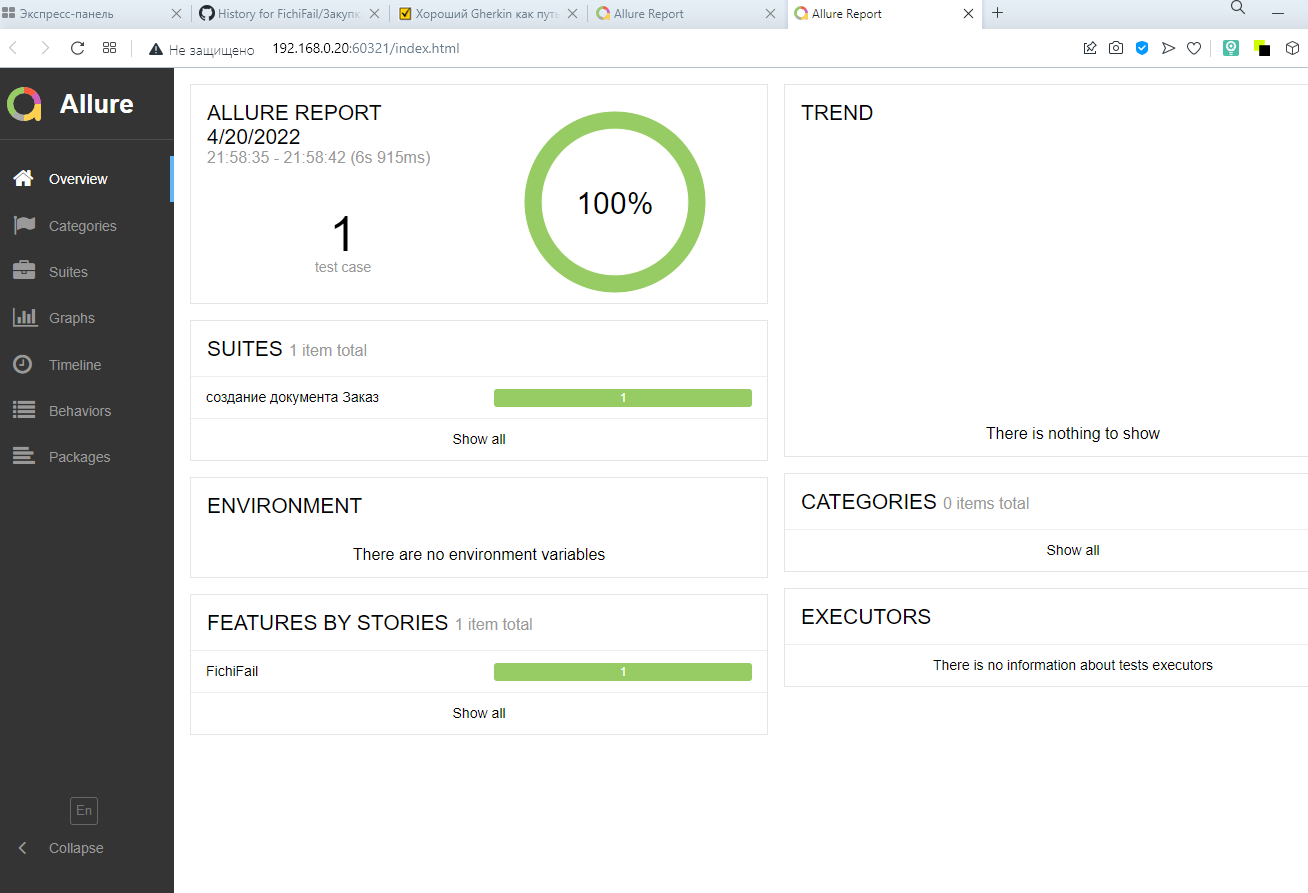 Экспресс-панель
History for FichiFail/Закупк
Хороший Gherkin как путь
Allure Report
Allure Report
Не защищено
192.168.0.20:60321/index.html
Allure
Overview
Categories
Suites
Graphs
Timeline
Behaviors
Packages
En
Collapse
ALLURE REPORT
4/20/2022
21:58:35 - 21:58:42 (6s 915ms)
1
test case
100%
SUITES 1 item total
создание документа Заказ 1
Show all
ENVIRONMENT
There are no environment variables
FEATURES BY STORIES 1 item total
FichiFail 1
Show all
TREND
There is nothing to show
CATEGORIES 0 items total
Show all
EXECUTORS
There is no information about tests executors